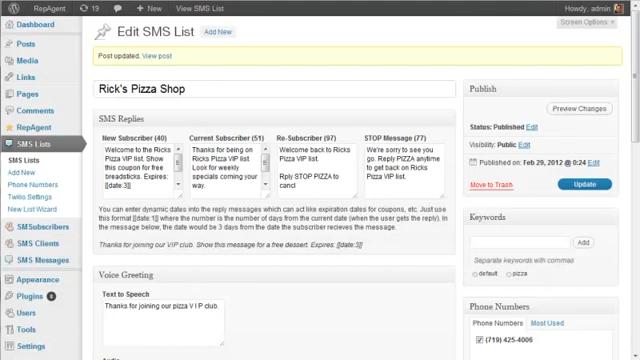 RepAgent 19 + New View SMS List Howdy, admin
Screen Options
Dashboard
Posts
Media
Links
Pages
Comments
RepAgent
SMS Lists
SMS Lists
Add New
Phone Numbers
Twilio Settings
New List Wizard
SMSubscribers
SMS Clients
SMS Messages
Appearance
Plugins 6
Users
Tools
Settings
Edit SMS List Add New
Post updated. View post
Rick's Pizza Shop
SMS Replies
New Subscriber (40)
Welcome to the Ricks
Pizza VIP list. Show
this coupon for free
breadsticks. Expires:
[[date:3]]
Current Subscriber (51)
Thanks for being on
Ricks Pizza VIP list.
Look for weekly
specials coming your
way.
Re-Subscriber (97)
Welcome back to Ricks
Pizza VIP list.
Rply STOP PIZZA to
cancl
STOP Message (77)
We're sorry to see you
go. Reply PIZZA anytime
to get back on Ricks
Pizza VIP list.
You can enter dynamic dates into the reply messages which can act like expiration dates for coupons, etc. Just use
this format [[date:1]] where the number is the number of days from the current date (when the user gets the reply). In
the message below, the date would be 3 days from the date the subscriber recieves the message.
Thanks for joining our VIP club. Show this message for a free dessert. Expires: [[date:3]]
Voice Greeting
Text to Speech
Thanks for joining our pizza V I P club.
Audio
Publish
Preview Changes
Status: Published Edit
Visibility: Public Edit
Published on: Feb 29, 2012 @ 0:24 Edit
Move to Trash
Update
Keywords
Add
Separate keywords with commas
default pizza
Phone Numbers
Phone Numbers Most Used
(719) 425-4006